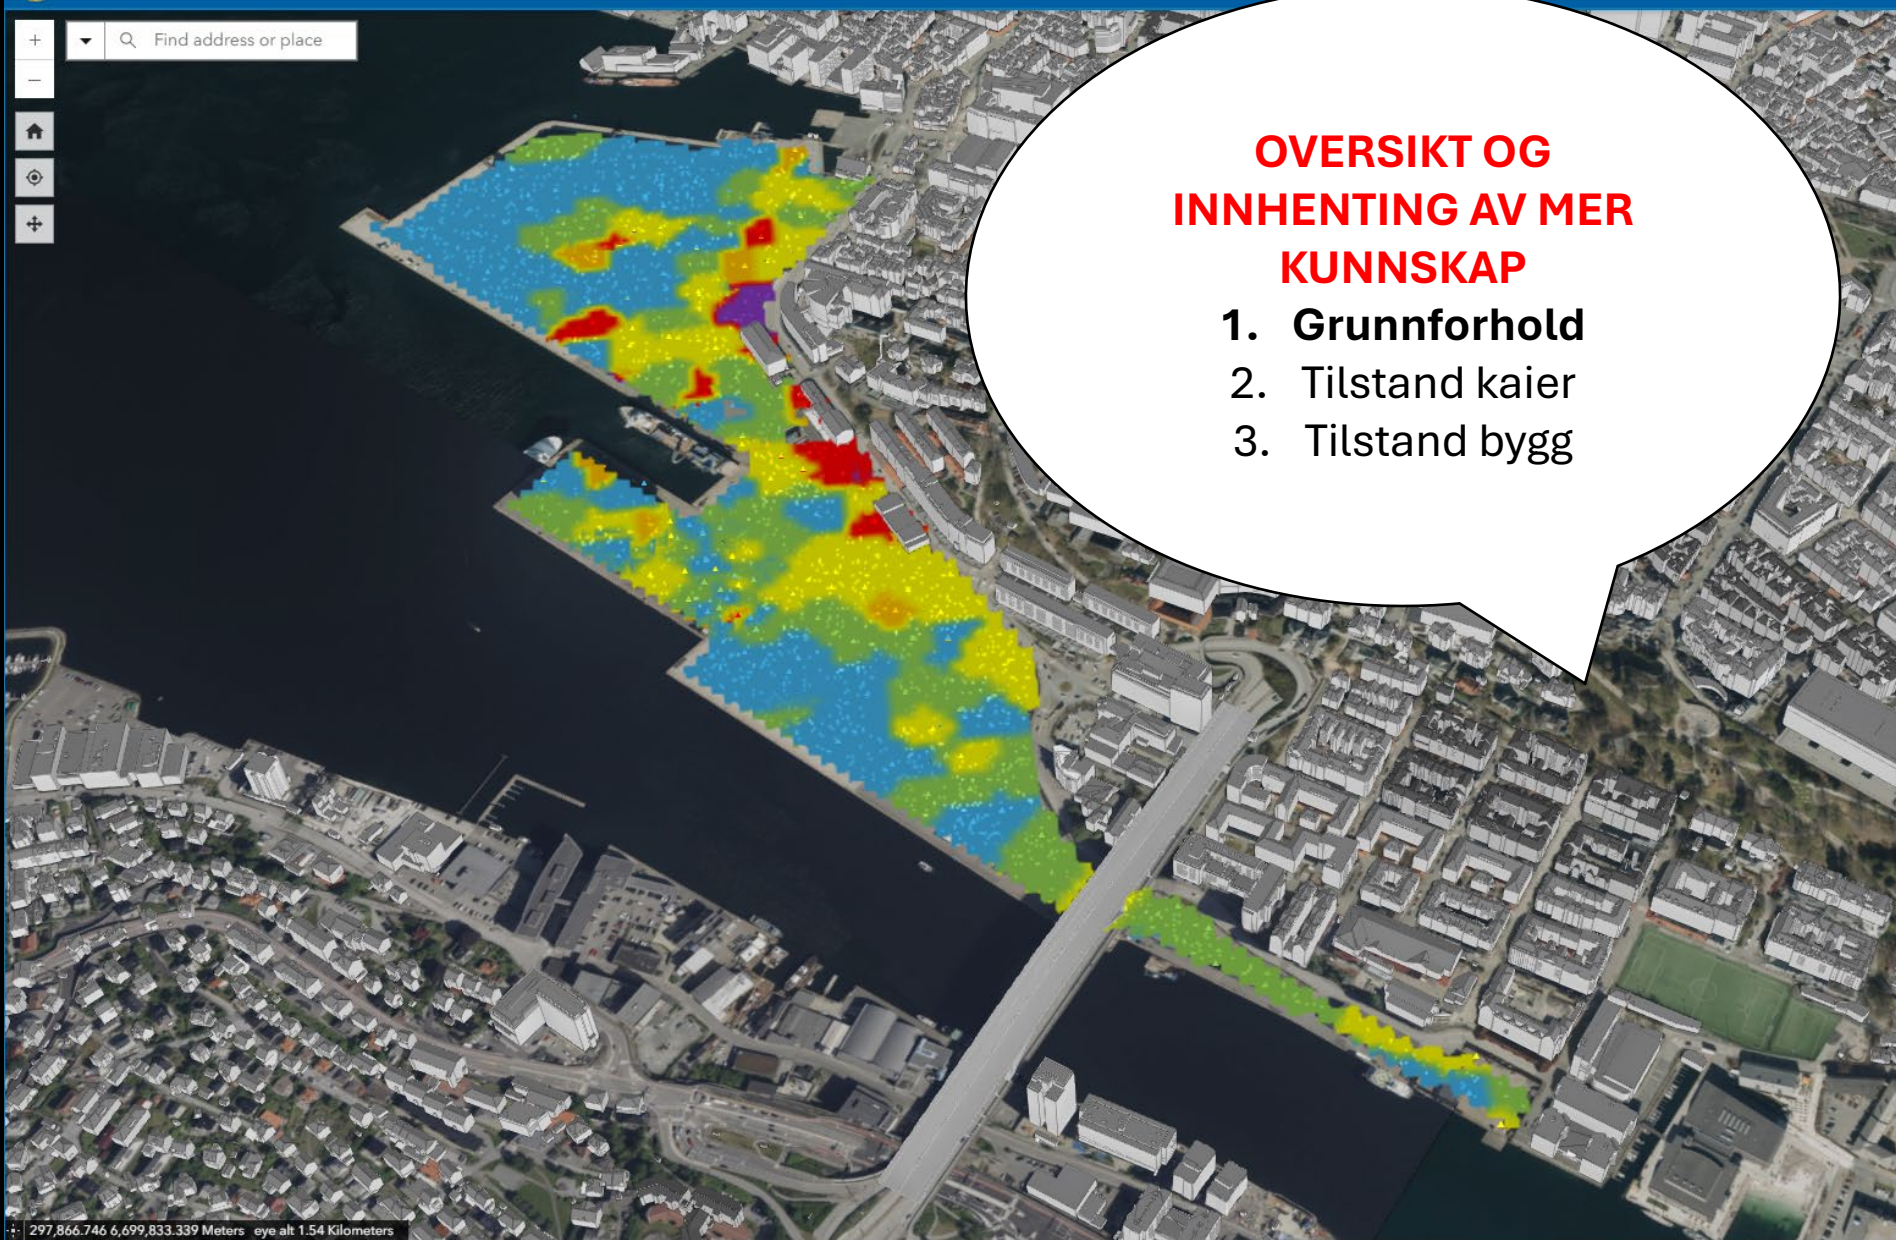 Find address or place
OVERSIKT OG
INNHENTING AV MER
KUNNSKAP
1. Grunnforhold
2. Tilstand kaier
3. Tilstand bygg
297,866.746 6,699,833.339 Meters eye alt 1.54 Kilometers